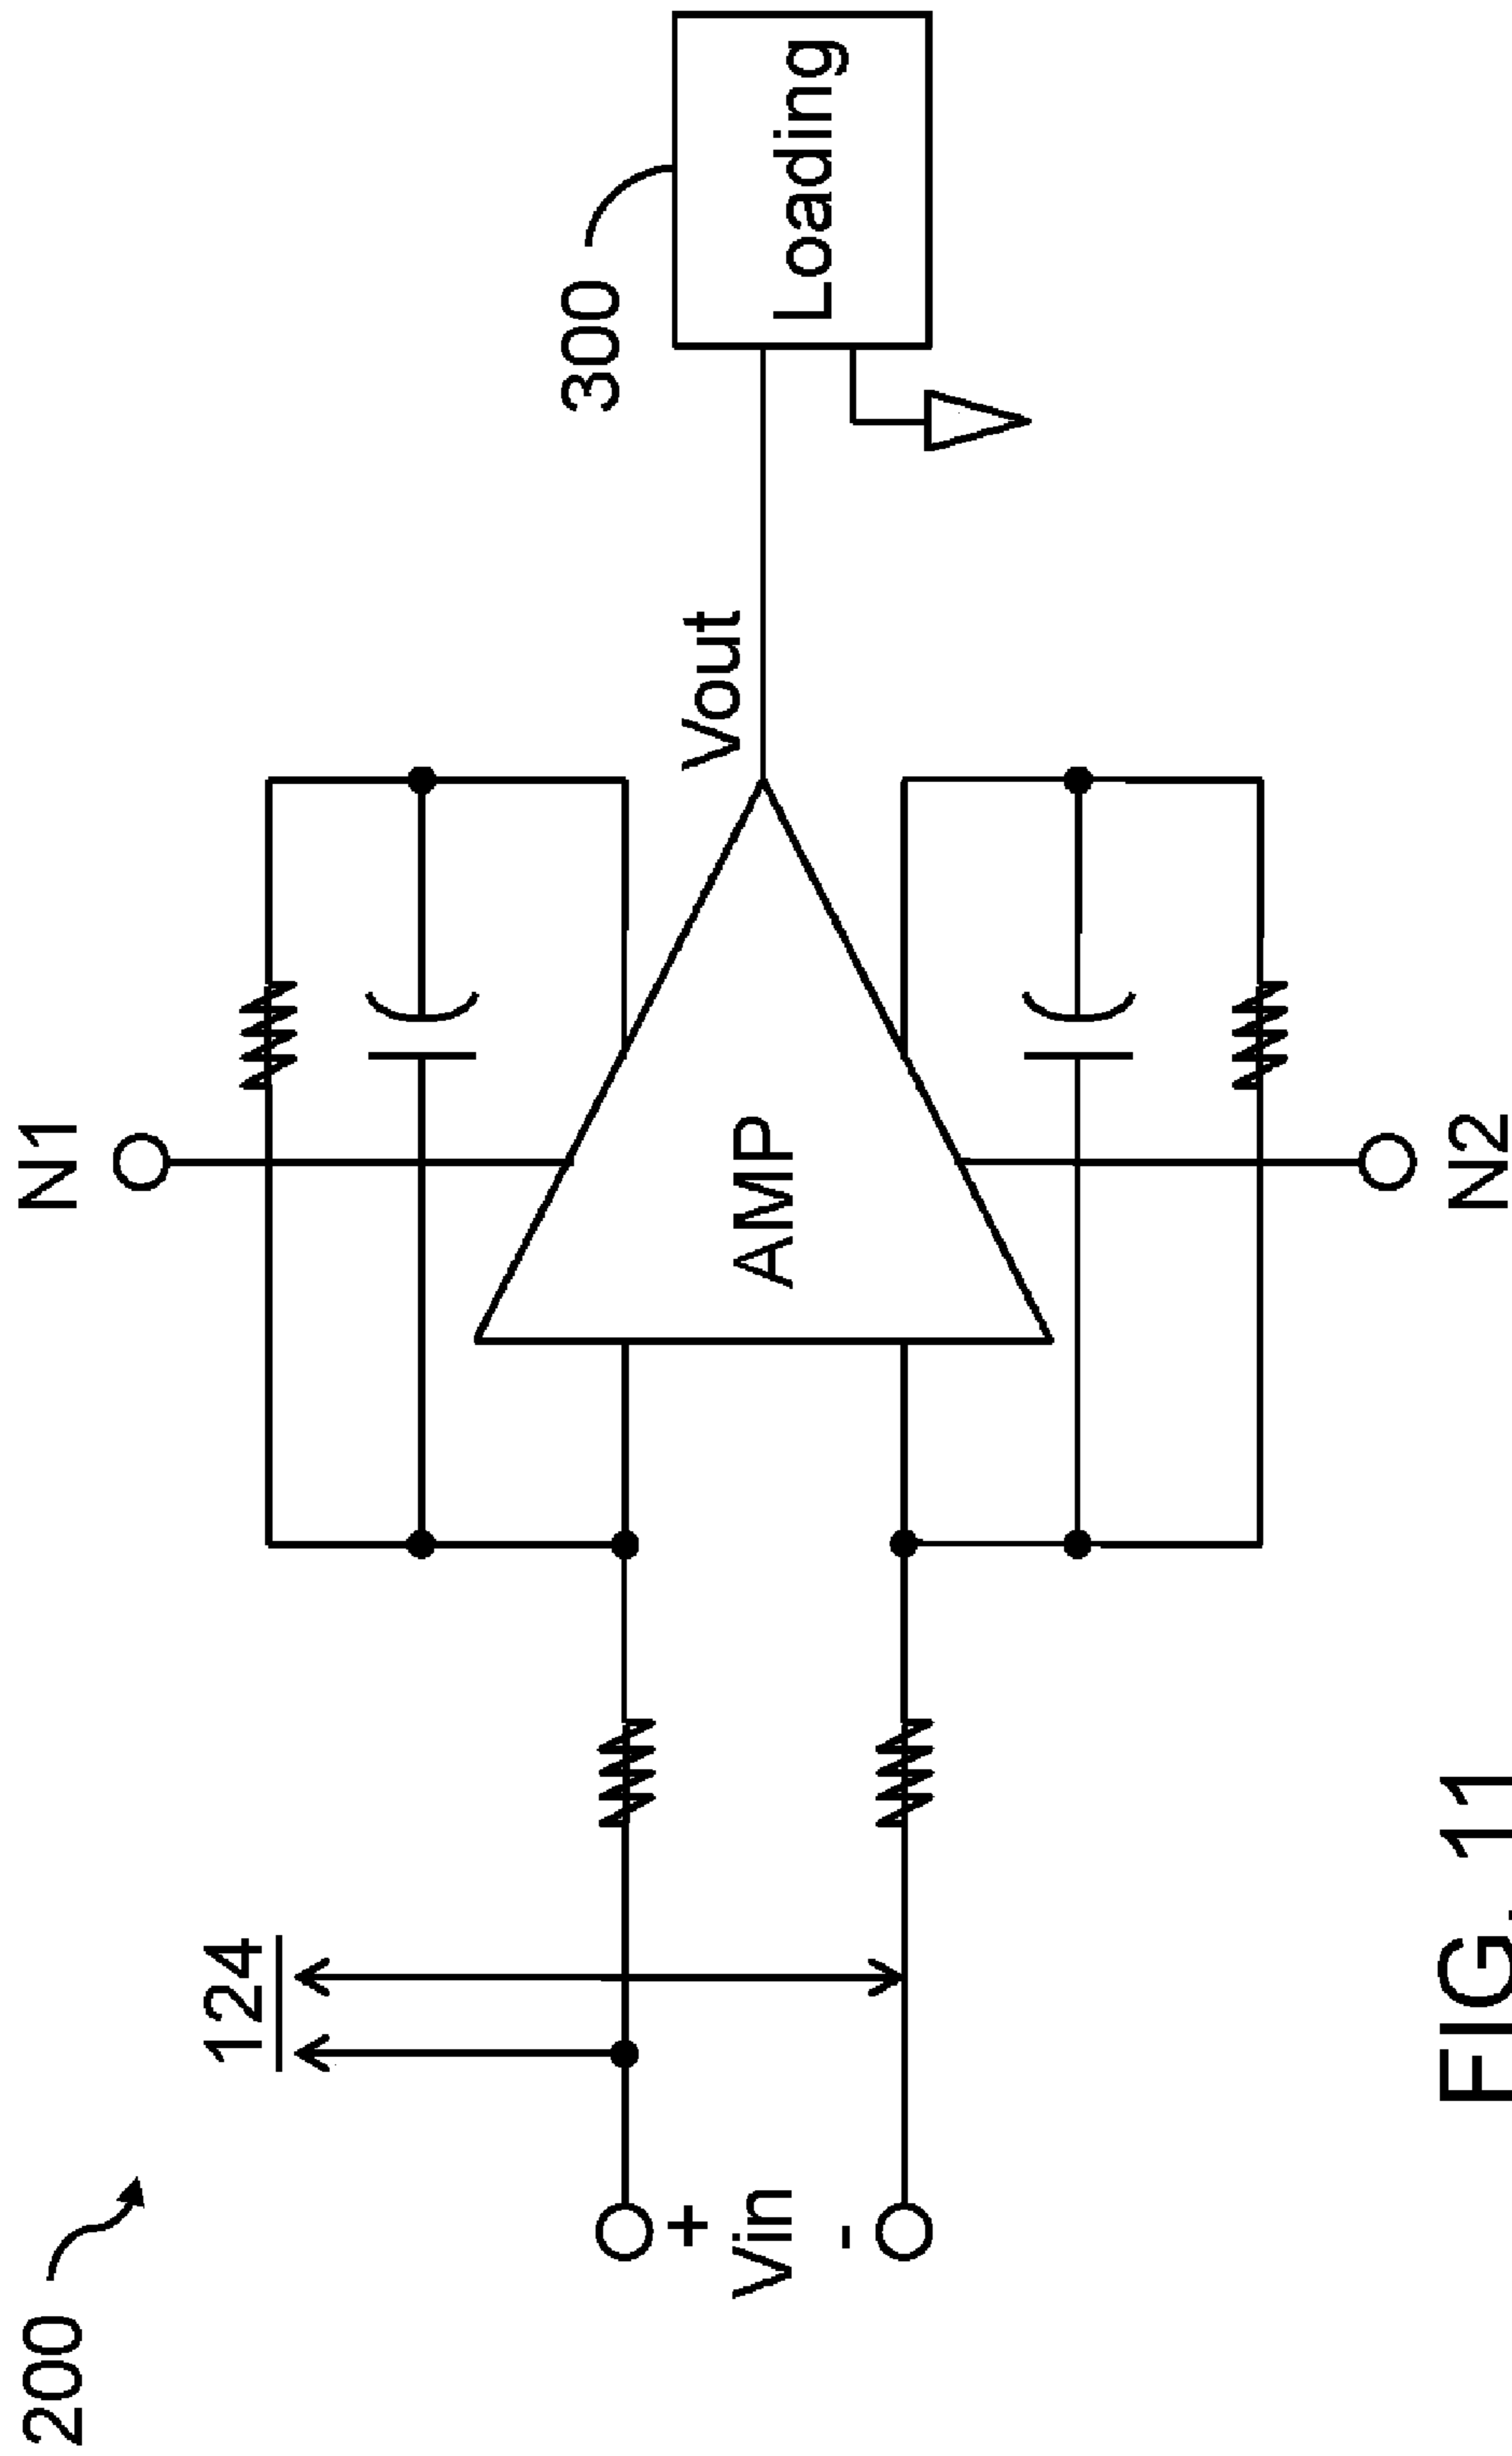 200
124
N1
+
Vin
-
AMP
Vout
300
Loading
N2
FIG. 11